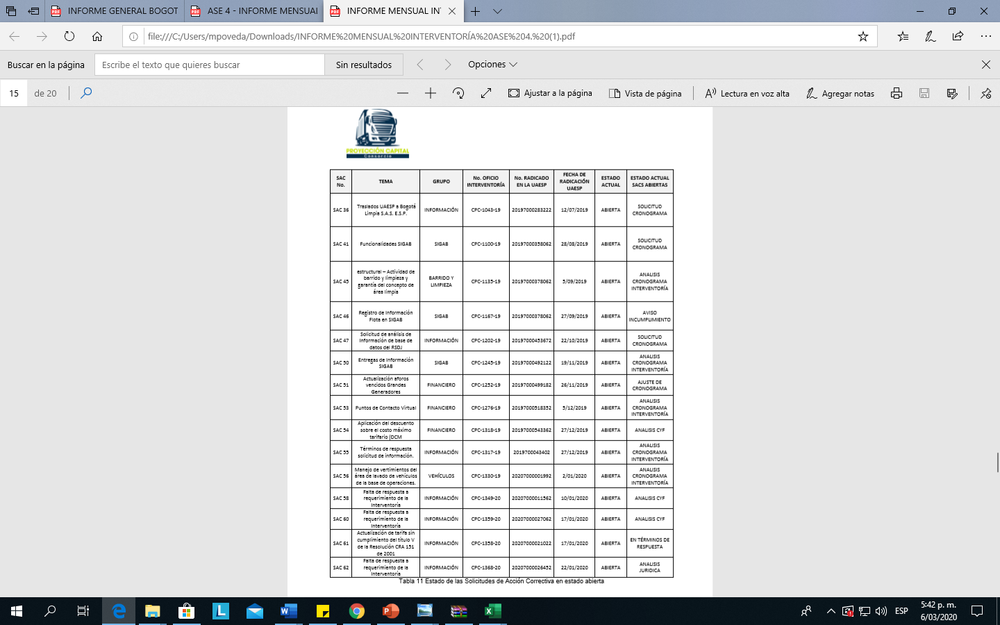 INFORME GENERAL BOGOT
ASE 4 - INFORME MENSUAL
INFORME MENSUAL INT
file:///C:/Users/mpoveda/Downloads/INFORME%20MENSUAL%20INTERVENTORÍA%20ASE%204.%20(1).pdf
Buscar en la página
Escribe el texto que quieres buscar
Sin resultados
Opciones
15 de 20
Ajustar a la página
Vista de página
Lectura en voz alta
Agregar notas
PROYECCIÓN CAPITAL
Consorcio
SAC No. TEMA GRUPO No. OFICIO INTERVENTORÍA No. RADICADO EN LA UAESP FECHA DE RADICACIÓN UAESP ESTADO ACTUAL ESTADO ACTUAL SACS ABIERTAS
SAC 36 Traslados UAESP a Bogotá Limpia S.A.S. E.S.P. INFORMACIÓN CPC-1043-19 20197000283222 12/07/2019 ABIERTA SOLICITUD CRONOGRAMA
SAC 41 Funcionalidades SIGAB SIGAB CPC-1100-19 20197000358062 28/08/2019 ABIERTA SOLICITUD CRONOGRAMA
SAC 45 estructural – Actividad de barrido y limpieza y garantía del concepto de área limpia BARRIDO Y LIMPIEZA CPC-1135-19 20197000378062 5/09/2019 ABIERTA ANALISIS CRONOGRAMA INTERVENTORÍA
SAC 46 Registro de Información Flota en SIGAB SIGAB CPC-1167-19 20197000378062 27/09/2019 ABIERTA AVISO INCUMPLIMIENTO
SAC 47 Solicitud de análisis de información de base de datos del RSDJ INFORMACIÓN CPC-1202-19 20197000453672 22/10/2019 ABIERTA SOLICITUD CRONOGRAMA
SAC 50 Entregas de Información SIGAB SIGAB CPC-1245-19 20197000492122 19/11/2019 ABIERTA ANALISIS CRONOGRAMA INTERVENTORÍA
SAC 51 Actualización aforos vencidos Grandes Generadores FINANCIERO CPC-1252-19 20197000499182 26/11/2019 ABIERTA AJUSTE DE CRONOGRAMA
SAC 53 Puntos de Contacto Virtual FINANCIERO CPC-1276-19 20197000518352 5/12/2019 ABIERTA ANALISIS CRONOGRAMA INTERVENTORÍA
SAC 54 Aplicación del descuento sobre el costo máximo tarifario (DCM FINANCIERO CPC-1318-19 20197000543362 27/12/2019 ABIERTA ANALISIS CYF
SAC 55 Términos de respuesta solicitud de información. INFORMACIÓN CPC-1317-19 2019700043402 27/12/2019 ABIERTA ANALISIS CRONOGRAMA INTERVENTORÍA
SAC 56 Manejo de vertimientos del área de lavado de vehículos de la base de operaciones. VEHÍCULOS CPC-1330-19 20207000001992 2/01/2020 ABIERTA ANALISIS CRONOGRAMA INTERVENTORÍA
SAC 58 Falta de respuesta a requerimiento de la Interventoría INFORMACIÓN CPC-1349-20 20207000011562 10/01/2020 ABIERTA ANALISIS CYF
SAC 60 Falta de respuesta a requerimiento de la Interventoría INFORMACIÓN CPC-1359-20 20207000027062 17/01/2020 ABIERTA ANALISIS CYF
SAC 61 Actualización de tarifa sin cumplimiento del título V de la Resolución CRA 151 de 2001 INFORMACIÓN CPC-1358-20 20207000021022 17/01/2020 ABIERTA EN TÉRMINOS DE RESPUESTA
SAC 62 Falta de respuesta a requerimiento de la Interventoría INFORMACIÓN CPC-1368-20 20207000026452 22/01/2020 ABIERTA ANALISIS JURIDICA
Tabla 11 Estado de las Solicitudes de Acción Correctiva en estado abierta
ESP
5:42 p. m.
6/03/2020